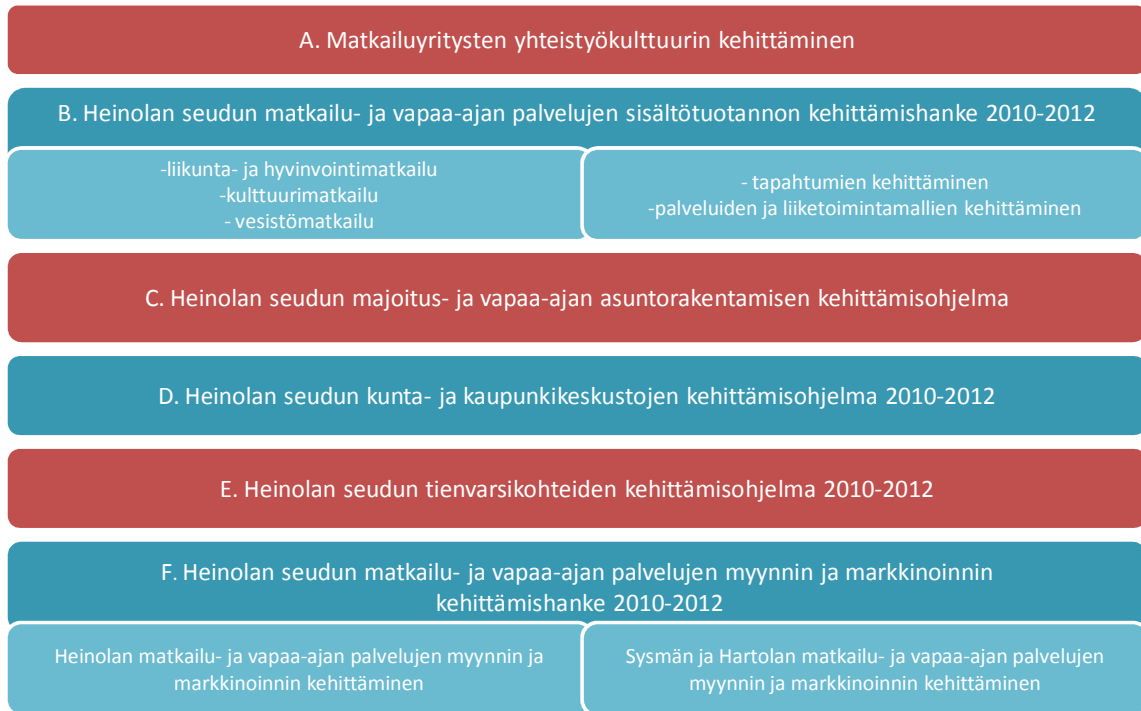 A. Matkailuyritysten yhteistyökulttuurin kehittäminen
B. Heinolan seudun matkailu- ja vapaa-ajan palvelujen sisältötuotannon kehittämishanke 2010-2012
-liikunta- ja hyvinvointimatkailu
-kulttuurimatkailu
- vesistömatkailu
- tapahtumien kehittäminen
-palveluiden ja liiketoimintamallien kehittäminen
C. Heinolan seudun majoitus- ja vapaa-ajan asuntorakentamisen kehittämisohjelma
D. Heinolan seudun kunta- ja kaupunkikeskustojen kehittämisohjelma 2010-2012
E. Heinolan seudun tienvarsikohteiden kehittämisohjelma 2010-2012
F. Heinolan seudun matkailu- ja vapaa-ajan palvelujen myynnin ja markkinoinnin
kehittämishanke 2010-2012
Heinolan matkailu- ja vapaa-ajan palvelujen myynnin ja
markkinoinnin kehittäminen
Sysmän ja Hartolan matkailu- ja vapaa-ajan palvelujen
myynnin ja markkinoinnin kehittäminen